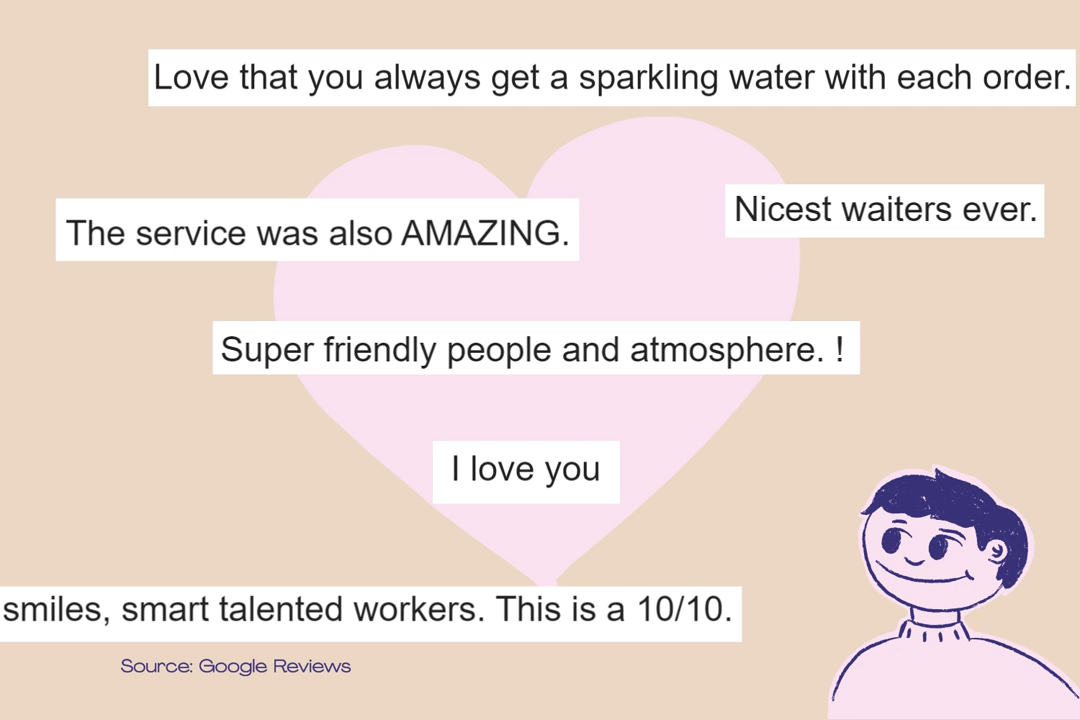 Love that you always get a sparkling water with each order.
Nicest waiters ever.
The service was also AMAZING.
Super friendly people and atmosphere. !
I love you
smiles, smart talented workers. This is a 10/10.
Source: Google Reviews